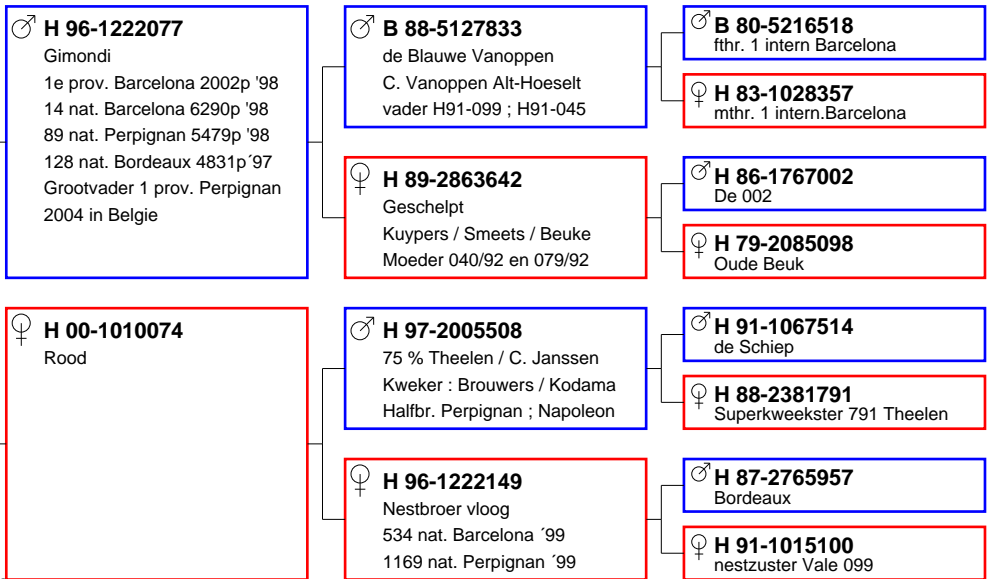 H 96-1222077
Gimondi
1e prov. Barcelona 2002p '98
14 nat. Barcelona 6290p '98
89 nat. Perpignan 5479p '98
128 nat. Bordeaux 4831p´97
Grootvader 1 prov. Perpignan
2004 in Belgie
H 00-1010074
Rood
B 88-5127833
de Blauwe Vanoppen
C. Vanoppen Alt-Hoeselt
vader H91-099 ; H91-045
H 89-2863642
Geschelpt
Kuypers / Smeets / Beuke
Moeder 040/92 en 079/92
H 97-2005508
75 % Theelen / C. Janssen
Kweker : Brouwers / Kodama
Halfbr. Perpignan ; Napoleon
H 96-1222149
Nestbroer vloog
534 nat. Barcelona ´99
1169 nat. Perpignan ´99
B 80-5216518
fthr. 1 intern Barcelona
H 83-1028357
mthr. 1 intern.Barcelona
H 86-1767002
De 002
H 79-2085098
Oude Beuk
H 91-1067514
de Schiep
H 88-2381791
Superkweekster 791 Theelen
H 87-2765957
Bordeaux
H 91-1015100
nestzuster Vale 099